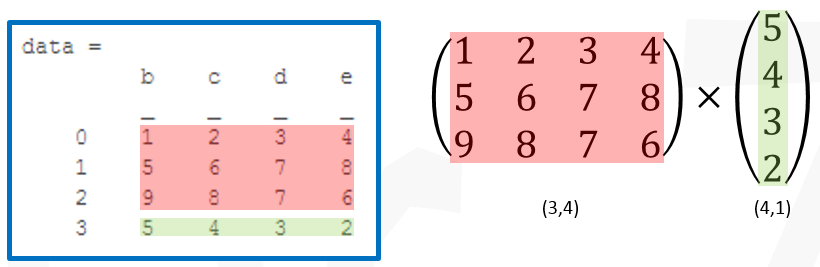 data =
b c d e
_ _ _ _
0 1 2 3 4
1 5 6 7 8
2 9 8 7 6
3 5 4 3 2
( 1 2 3 4 ) × ( 5 )
5 6 7 8 4
9 8 7 6 3
2
(3,4) (4,1)